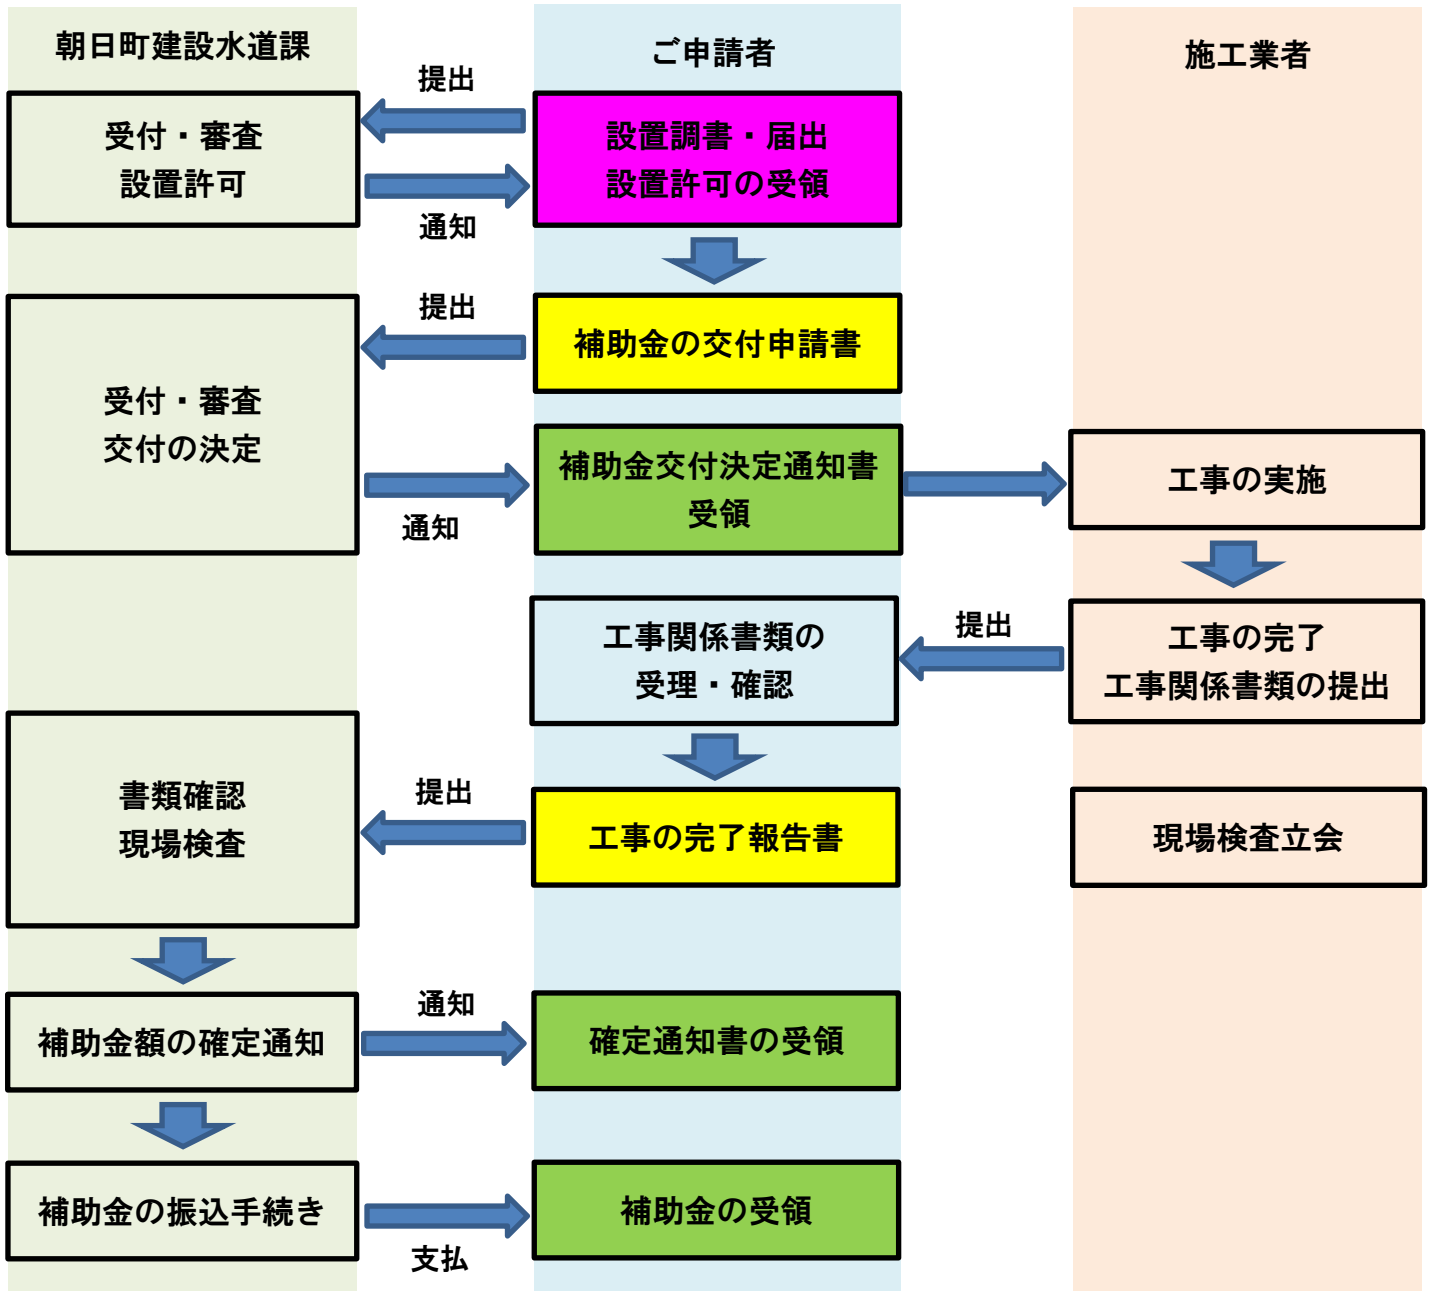 朝日町建設水道課
ご申請者
施工業者
提出
受付・審査
設置許可
設置調書・届出
設置許可の受領
通知
提出
補助金の交付申請書
受付・審査
交付の決定
補助金交付決定通知書
受領
通知
工事の実施
工事関係書類の
受理・確認
提出
工事の完了
工事関係書類の提出
書類確認
現場検査
提出
工事の完了報告書
現場検査立会
補助金額の確定通知
通知
確定通知書の受領
補助金の振込手続き
支払
補助金の受領